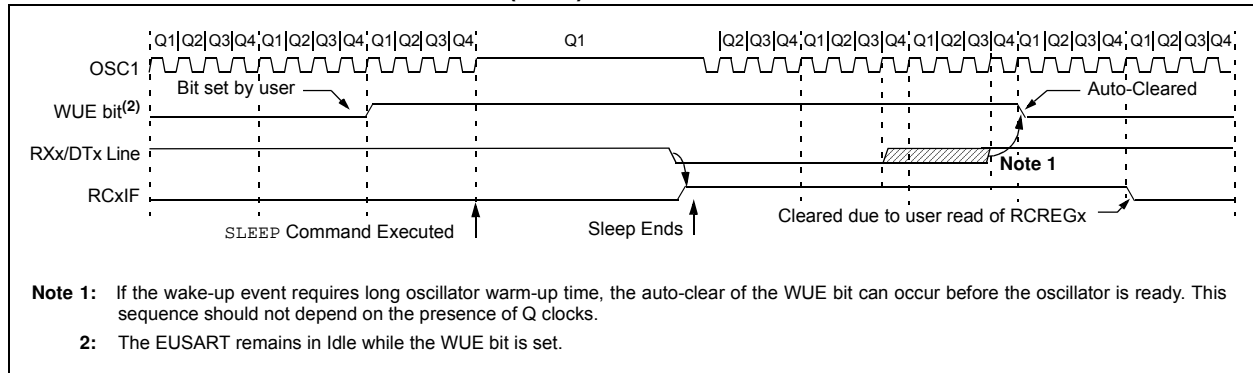 Q1 Q2 Q3 Q4 Q1 Q2 Q3 Q4 Q1 Q2 Q3 Q4 Q1 Q2 Q3 Q4 Q1 Q2 Q3 Q4 Q1 Q2 Q3 Q4 Q1 Q2 Q3 Q4 Q1 Q2 Q3 Q4
OSC1
Bit set by user
Auto-Cleared
WUE bit(2)
RXx/DTx Line
Note 1
RCxIF
Cleared due to user read of RCREGx
SLEEP Command Executed
Sleep Ends
Note 1: If the wake-up event requires long oscillator warm-up time, the auto-clear of the WUE bit can occur before the oscillator is ready. This
sequence should not depend on the presence of Q clocks.
2: The EUSART remains in Idle while the WUE bit is set.